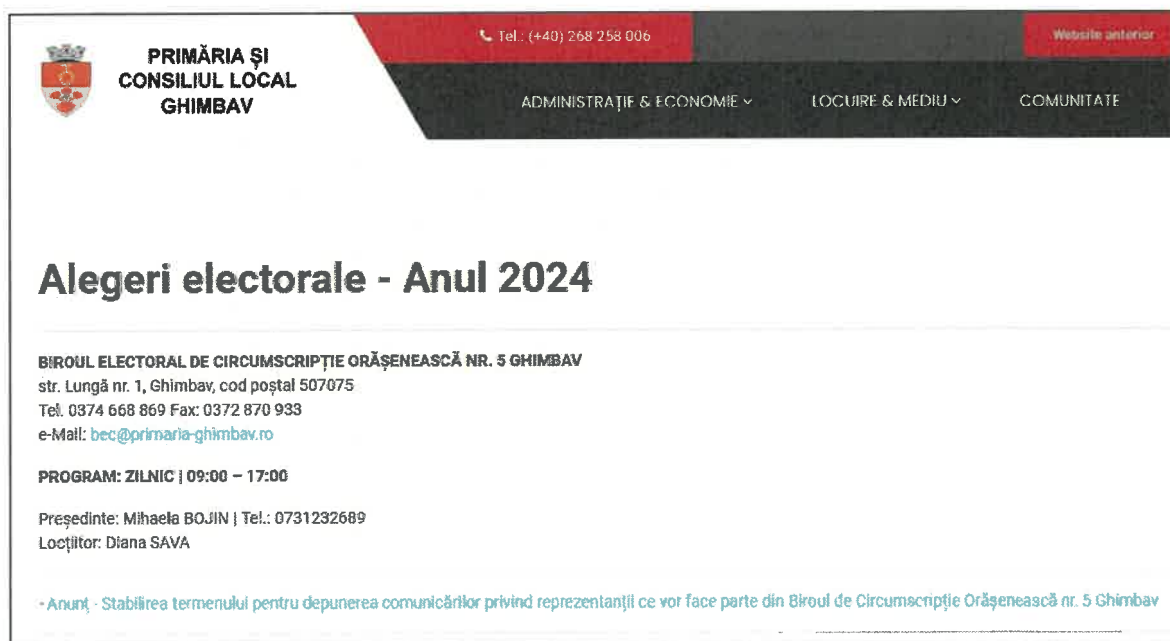 PRIMĂRIA ȘI
CONSILIUL LOCAL
GHIMBAV
Tel.: (+40) 268 258 006
Website anterior
ADMINISTRAȚIE & ECONOMIE
LOCUIRE & MEDIU
COMUNITATE
Alegeri electorale - Anul 2024
BIROUL ELECTORAL DE CIRCUMSCRIPȚIE ORĂȘENEASCĂ NR. 5 GHIMBAV
str. Lungă nr. 1, Ghimbav, cod poștal 507075
Tel. 0374 668 869 Fax: 0372 870 933
e-Mail: bec@primaria-ghimbav.ro
PROGRAM: ZILNIC | 09:00 – 17:00
Președinte: Mihaela BOJIN | Tel.: 0731232689
Locțiitor: Diana SAVA
• Anunț - Stabilirea termenului pentru depunerea comunicărilor privind reprezentanții ce vor face parte din Biroul de Circumscripție Orășenească nr. 5 Ghimbav